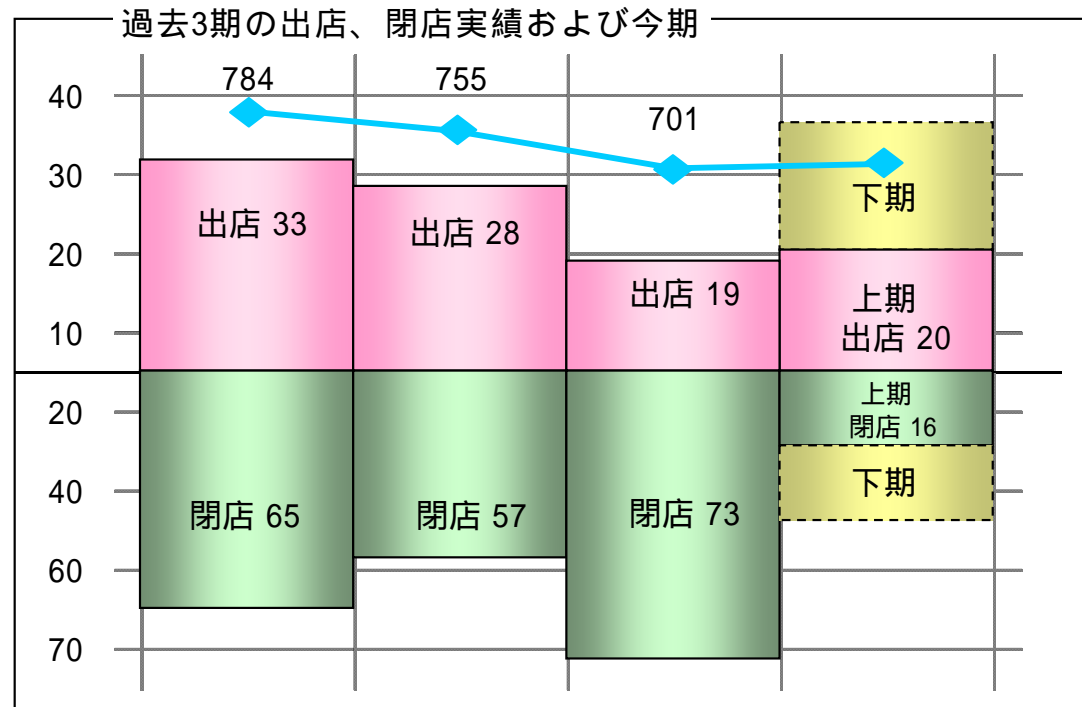 過去3期の出店、閉店実績および今期
784
755
701
40
30
20
10
20
40
60
70
出店 33
出店 28
出店 19
下期
上期
出店 20
上期
閉店 16
下期
閉店 65
閉店 57
閉店 73